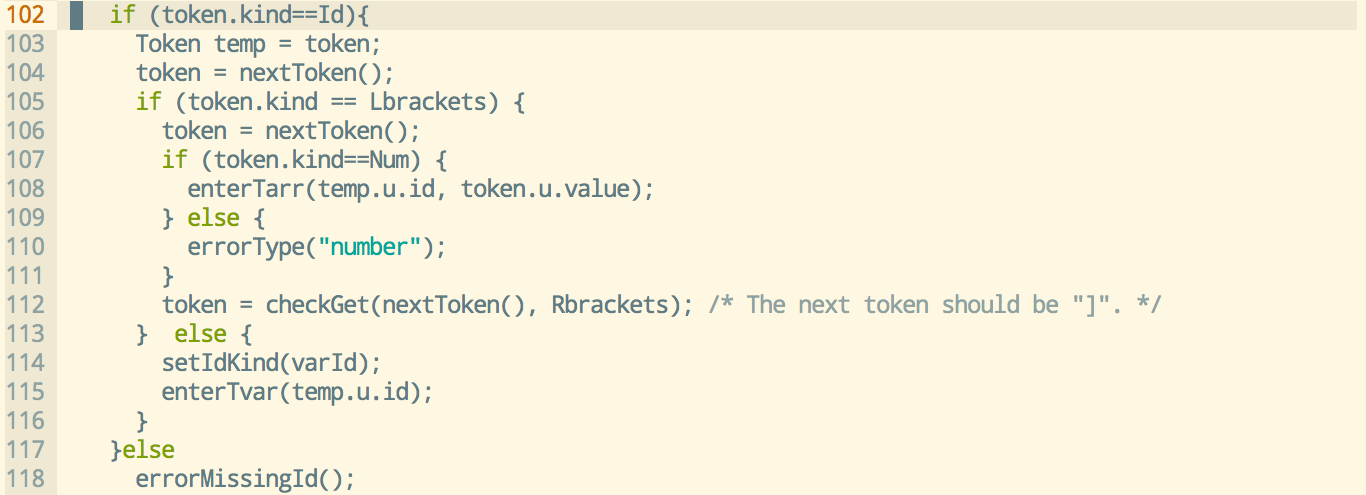 102 if (token.kind==Id){
103 Token temp = token;
104 token = nextToken();
105 if (token.kind == Lbrackets) {
106 token = nextToken();
107 if (token.kind==Num) {
108 enterTarr(temp.u.id, token.u.value);
109 } else {
110 errorType("number");
111 }
112 token = checkGet(nextToken(), Rbrackets); /* The next token should be "]". */
113 }  else {
114 setIdKind(varId);
115 enterTvar(temp.u.id);
116 }
117 }else
118 errorMissingId();